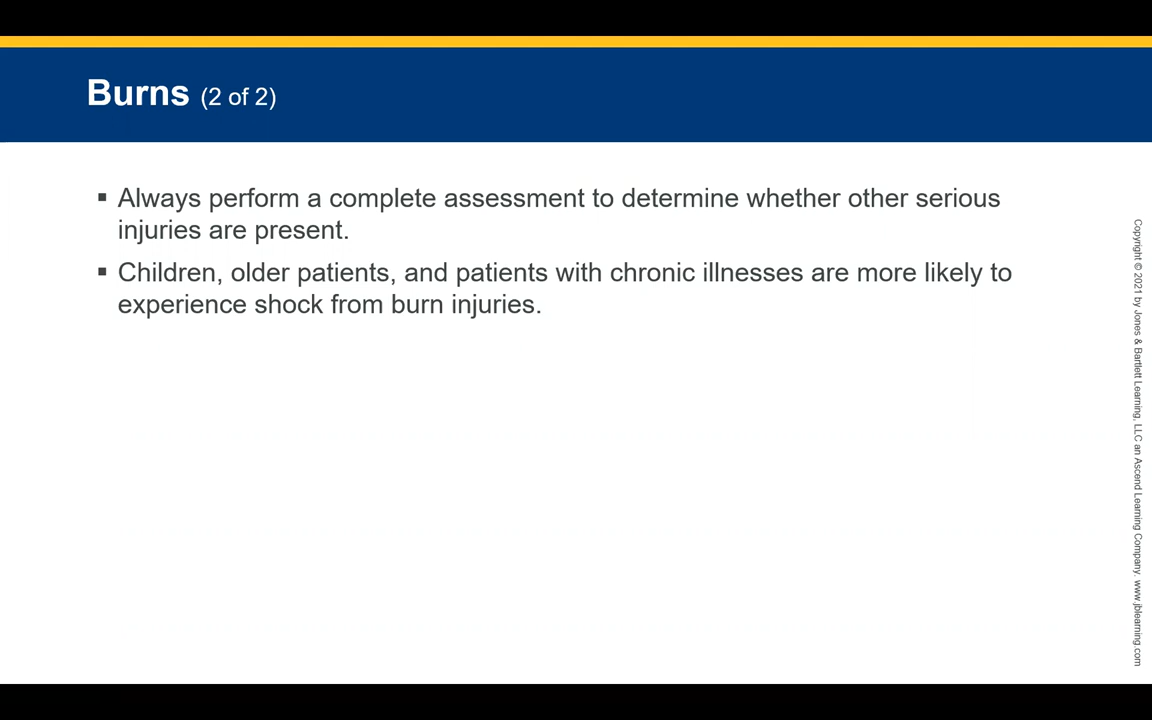 Burns (2 of 2)
▪ Always perform a complete assessment to determine whether other serious
injuries are present.
▪ Children, older patients, and patients with chronic illnesses are more likely to
experience shock from burn injuries.
Copyright © 2021 by Jones & Bartlett Learning, LLC an Ascend Learning Company. www.jblearning.com